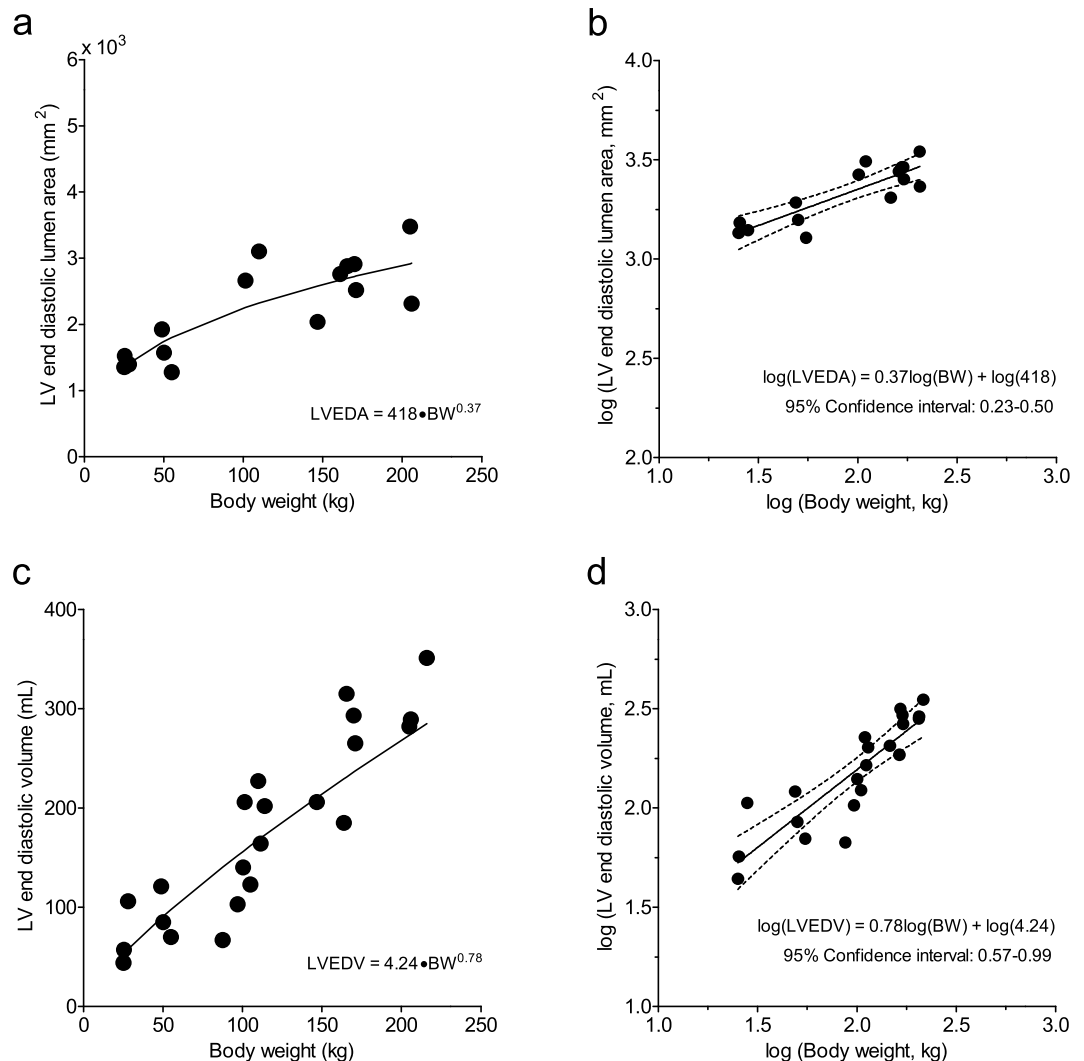 a
x 10³
6
5
4
3
2
1
0
LV end diastolic lumen area (mm²)
LVEDA = 418•BW^0.37
0 50 100 150 200 250
Body weight (kg)
b
4.0
3.5
3.0
2.5
2.0
log (LV end diastolic lumen area, mm²)
log(LVEDA) = 0.37log(BW) + log(418)
95% Confidence interval: 0.23-0.50
1.0 1.5 2.0 2.5 3.0
log (Body weight, kg)
c
400
300
200
100
0
LV end diastolic volume (mL)
LVEDV = 4.24•BW^0.78
0 50 100 150 200 250
Body weight (kg)
d
3.0
2.5
2.0
1.5
1.0
log (LV end diastolic volume, mL)
log(LVEDV) = 0.78log(BW) + log(4.24)
95% Confidence interval: 0.57-0.99
1.0 1.5 2.0 2.5 3.0
log (Body weight, kg)